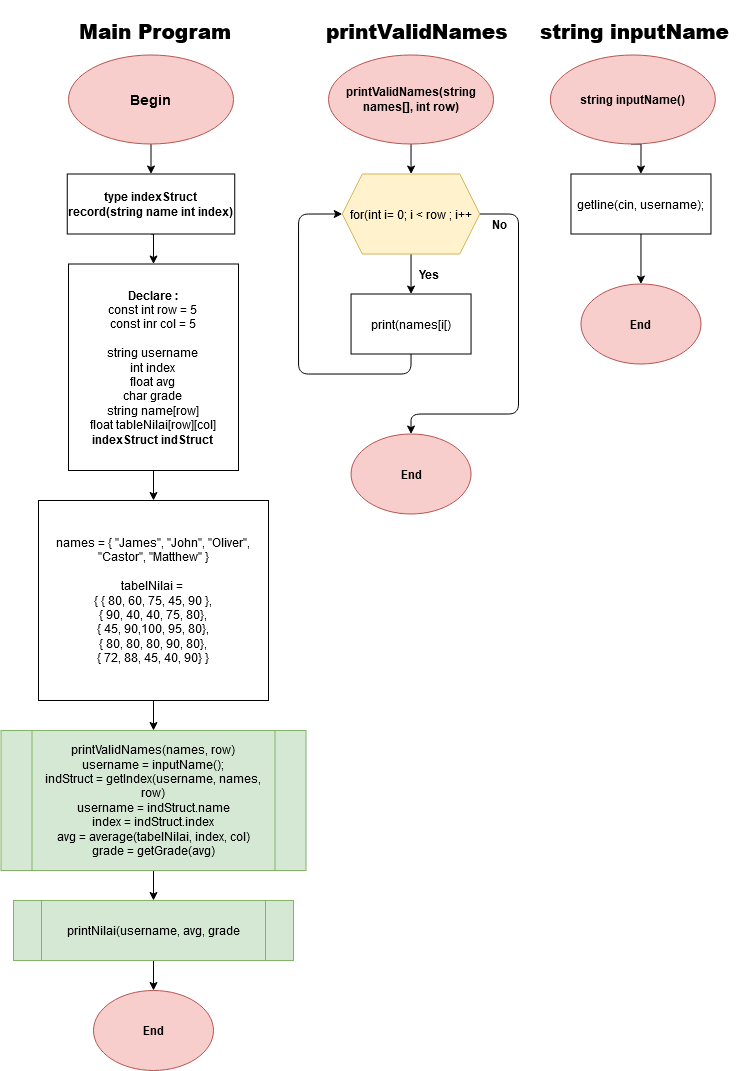 Main Program
Begin
type indexStruct
record(string name int index)
Declare :
const int row = 5
const inr col = 5
string username
int index
float avg
char grade
string name[row]
float tableNilai[row][col]
indexStruct indStruct
names = { "James", "John", "Oliver",
"Castor", "Matthew" }
tabelNilai =
{ { 80, 60, 75, 45, 90 },
{ 90, 40, 40, 75, 80},
{ 45, 90,100, 95, 80},
{ 80, 80, 80, 90, 80},
{ 72, 88, 45, 40, 90} }
printValidNames(names, row)
username = inputName();
indStruct = getIndex(username, names,
row)
username = indStruct.name
index = indStruct.index
avg = average(tabelNilai, index, col)
grade = getGrade(avg)
printNilai(username, avg, grade
End
printValidNames
printValidNames(string
names[], int row)
for(int i= 0; i < row ; i++
No
Yes
print(names[i[)
End
string inputName
string inputName()
getline(cin, username);
End